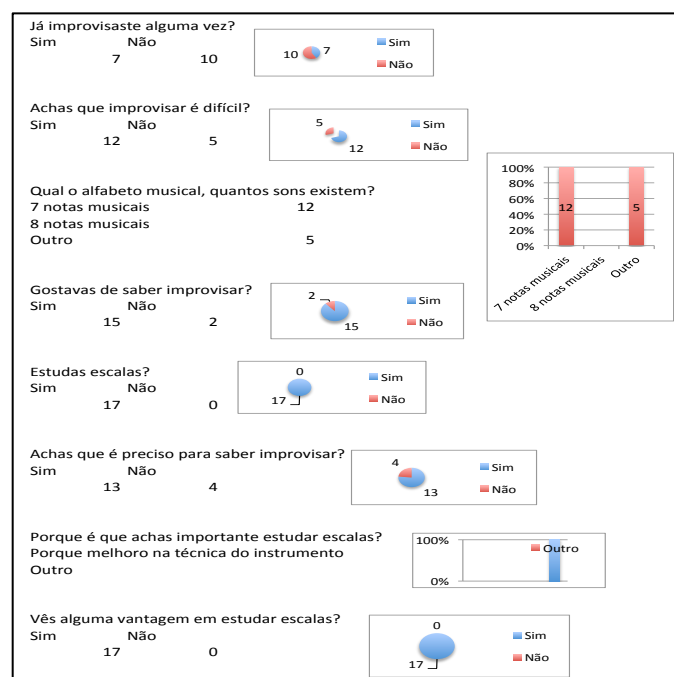 Já improvisaste alguma vez?
Sim Não
7 10
10 7
Sim
Não
Achas que improvisar é difícil?
Sim Não
12 5
5
12
Sim
Não
Qual o alfabeto musical, quantos sons existem?
7 notas musicais 12
8 notas musicais
Outro 5
100%
80%
60%
40%
20%
0%
12 5
7 notas musicais
8 notas musicais
Outro
Gostavas de saber improvisar?
Sim Não
15 2
2
15
Sim
Não
Estudas escalas?
Sim Não
17 0
0
17
Sim
Não
Achas que é preciso para saber improvisar?
Sim Não
13 4
4
13
Sim
Não
Porque é que achas importante estudar escalas?
Porque melhoro na técnica do instrumento
Outro
100%
0%
Outro
Vês alguma vantagem em estudar escalas?
Sim Não
17 0
0
17
Sim
Não